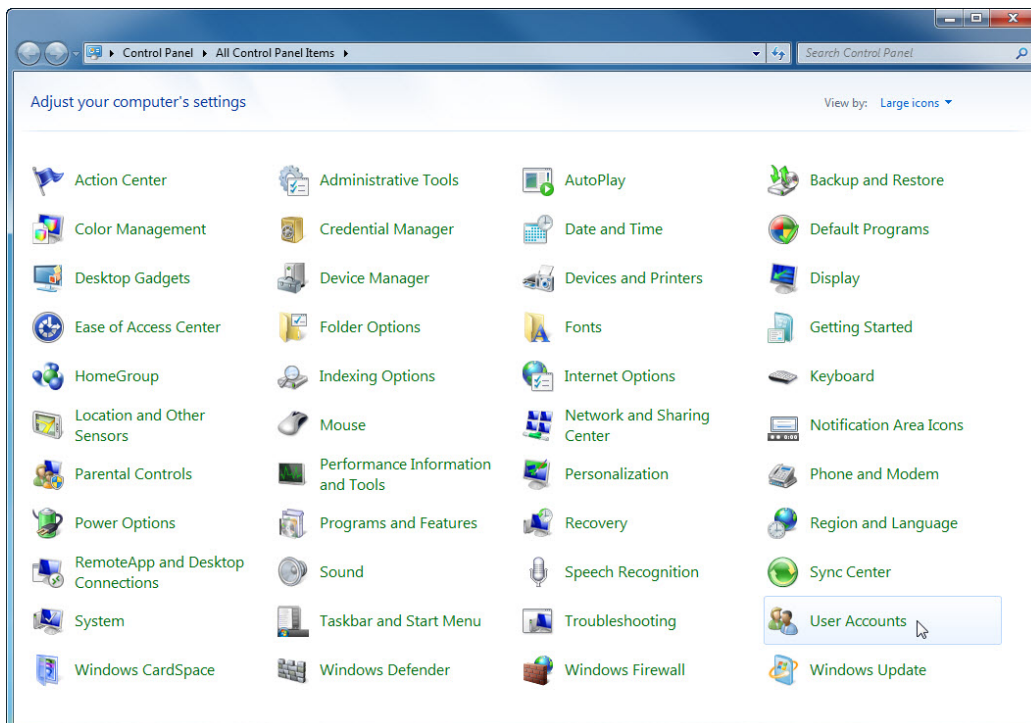 Control Panel All Control Panel Items Search Control Panel
Adjust your computer's settings View by: Large icons
Action Center Administrative Tools AutoPlay Backup and Restore
Color Management Credential Manager Date and Time Default Programs
Desktop Gadgets Device Manager Devices and Printers Display
Ease of Access Center Folder Options Fonts Getting Started
HomeGroup Indexing Options Internet Options Keyboard
Location and Other Sensors Mouse Network and Sharing Center Notification Area Icons
Parental Controls Performance Information and Tools Personalization Phone and Modem
Power Options Programs and Features Recovery Region and Language
RemoteApp and Desktop Connections Sound Speech Recognition Sync Center
System Taskbar and Start Menu Troubleshooting User Accounts
Windows CardSpace Windows Defender Windows Firewall Windows Update